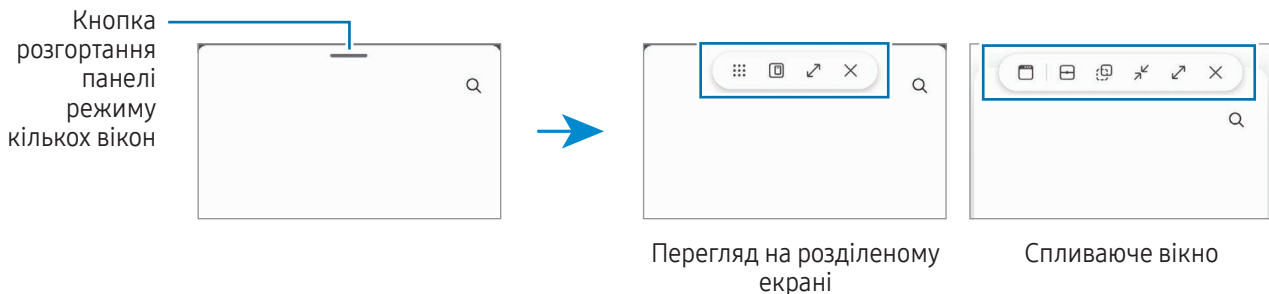 Кнопка
розгортання
панелі
режиму
кількох вікон
Перегляд на розділеному
екрані
Спливаюче вікно